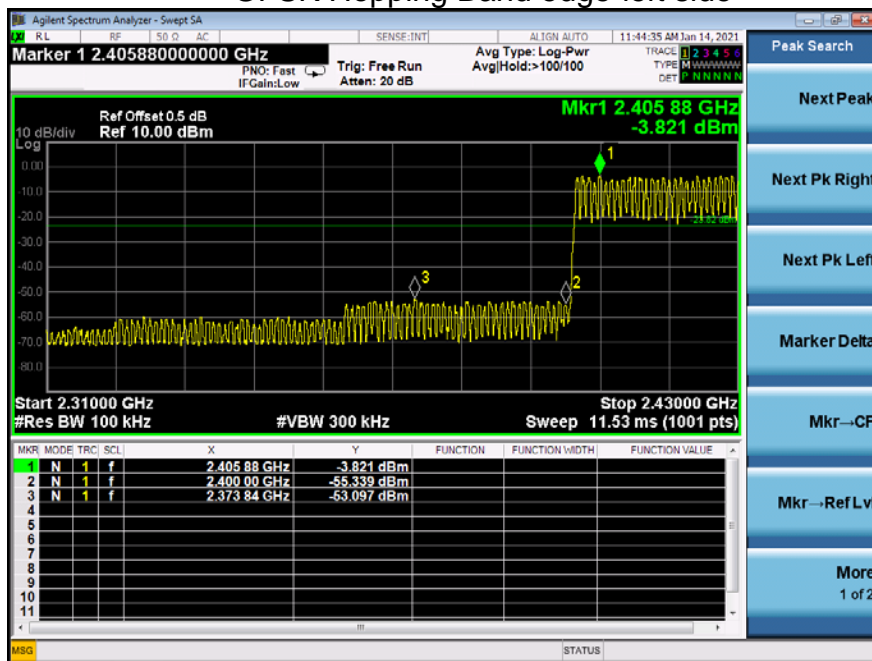 Agilent Spectrum Analyzer - Swept SA
RL RF 50 Ω AC SENSE:INT ALIGN AUTO 11:44:35 AM Jan 14, 2021
Marker 1 2.405880000000 GHz
PNO: Fast
IFGain:Low
Trig: Free Run
Atten: 20 dB
Avg Type: Log-Pwr
Avg|Hold:>100/100
TRACE 1 2 3 4 5 6
TYPE M WWWWW
DET P N N N N N
Peak Search
Next Peak
Next Pk Right
Next Pk Left
Marker Delta
Mkr→CF
Mkr→Ref Lvl
More
1 of 2
Mkr1 2.405 88 GHz
-3.821 dBm
Ref Offset 0.5 dB
10 dB/div Ref 10.00 dBm
Log
0.00
-10.0
-20.0
-30.0
-40.0
-50.0
-60.0
-70.0
-80.0
1
2
3
-23.82 dBm
Start 2.31000 GHz Stop 2.43000 GHz
#Res BW 100 kHz #VBW 300 kHz Sweep 11.53 ms (1001 pts)
MKR MODE TRC SCL X Y FUNCTION FUNCTION WIDTH FUNCTION VALUE
1 N 1 f 2.405 88 GHz -3.821 dBm
2 N 1 f 2.400 00 GHz -55.339 dBm
3 N 1 f 2.373 84 GHz -53.097 dBm
4
5
6
7
8
9
10
11
MSG STATUS